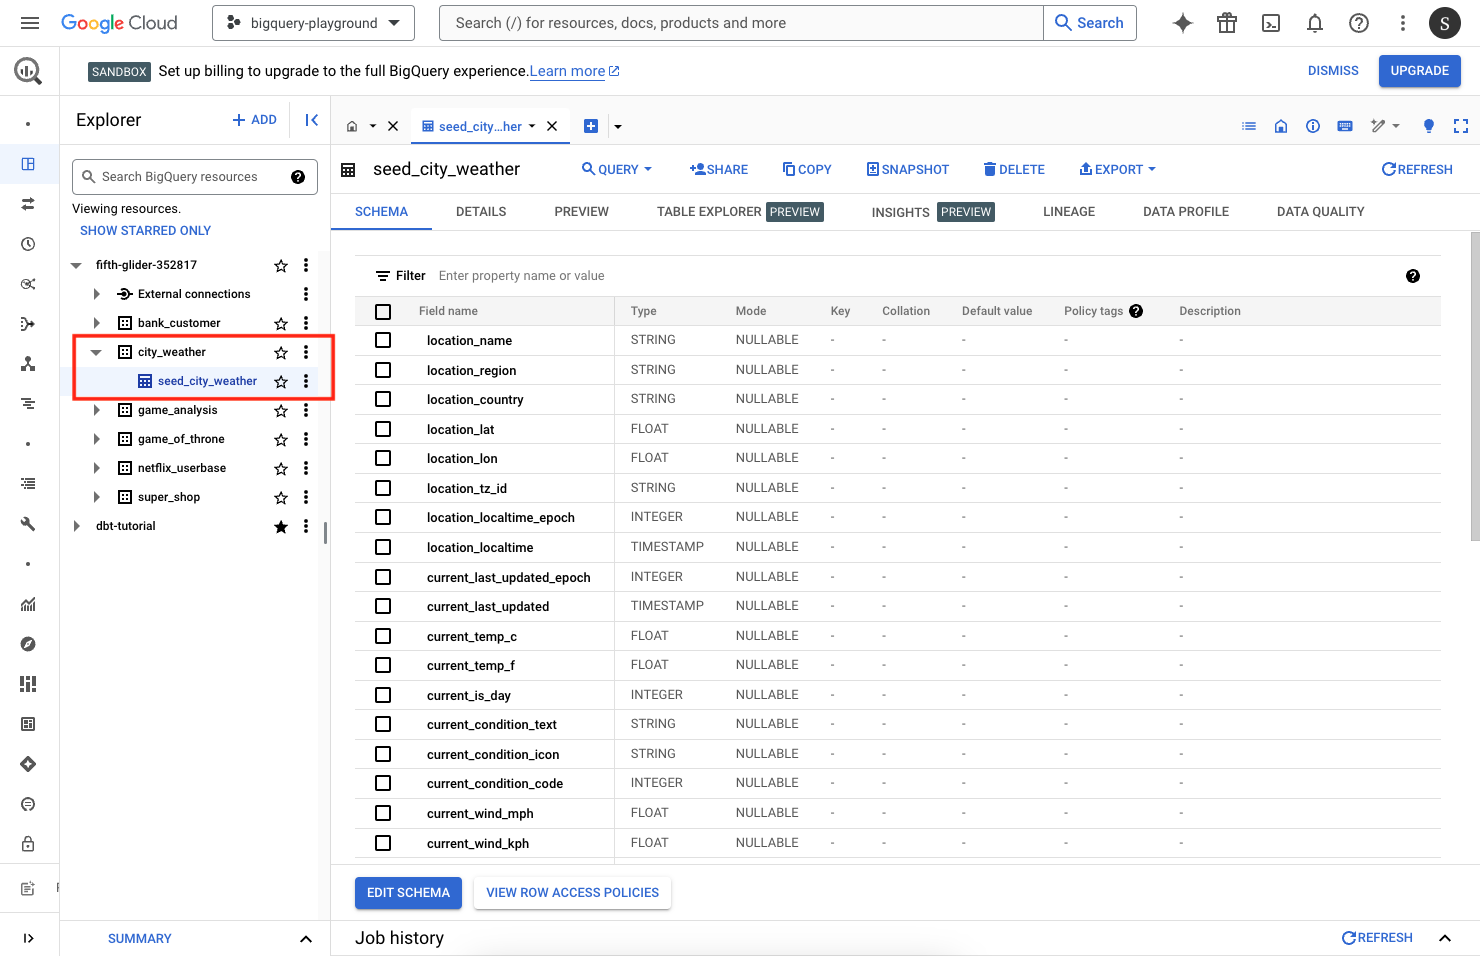 Google Cloud
bigquery-playground
Search (/) for resources, docs, products and more
Search
S
SANDBOX Set up billing to upgrade to the full BigQuery experience. Learn more
DISMISS
UPGRADE
Explorer
ADD
seed_city...her
Search BigQuery resources
Viewing resources.
SHOW STARRED ONLY
fifth-glider-352817
External connections
bank_customer
city_weather
seed_city_weather
game_analysis
game_of_throne
netflix_userbase
super_shop
dbt-tutorial
SUMMARY
seed_city_weather
QUERY
SHARE
COPY
SNAPSHOT
DELETE
EXPORT
REFRESH
SCHEMA DETAILS PREVIEW TABLE EXPLORER PREVIEW INSIGHTS PREVIEW LINEAGE DATA PROFILE DATA QUALITY
Filter Enter property name or value
Field name Type Mode Key Collation Default value Policy tags Description
location_name STRING NULLABLE - - - - -
location_region STRING NULLABLE - - - - -
location_country STRING NULLABLE - - - - -
location_lat FLOAT NULLABLE - - - - -
location_lon FLOAT NULLABLE - - - - -
location_tz_id STRING NULLABLE - - - - -
location_localtime_epoch INTEGER NULLABLE - - - - -
location_localtime TIMESTAMP NULLABLE - - - - -
current_last_updated_epoch INTEGER NULLABLE - - - - -
current_last_updated TIMESTAMP NULLABLE - - - - -
current_temp_c FLOAT NULLABLE - - - - -
current_temp_f FLOAT NULLABLE - - - - -
current_is_day INTEGER NULLABLE - - - - -
current_condition_text STRING NULLABLE - - - - -
current_condition_icon STRING NULLABLE - - - - -
current_condition_code INTEGER NULLABLE - - - - -
current_wind_mph FLOAT NULLABLE - - - - -
current_wind_kph FLOAT NULLABLE - - - - -
EDIT SCHEMA
VIEW ROW ACCESS POLICIES
Job history
REFRESH